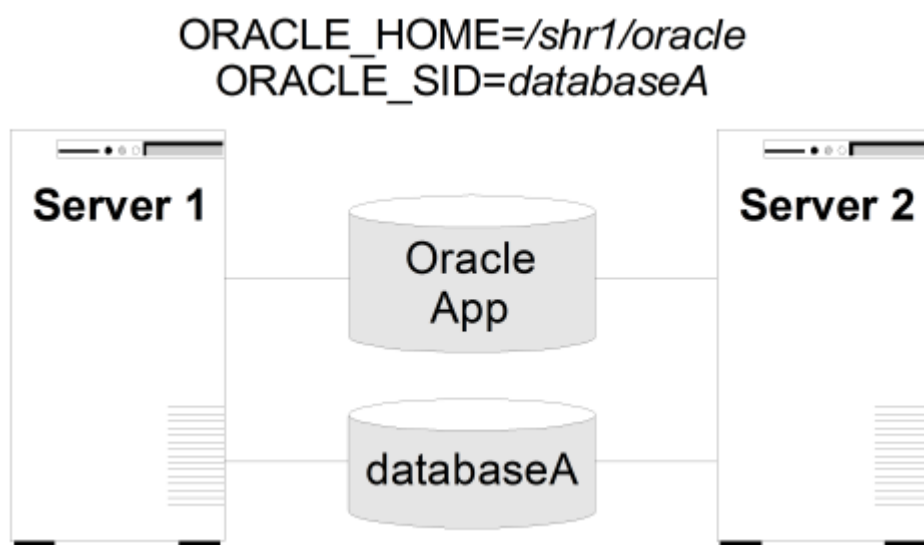 ORACLE_HOME=/shr1/oracle
ORACLE_SID=databaseA
Server 1
Server 2
Oracle
App
databaseA